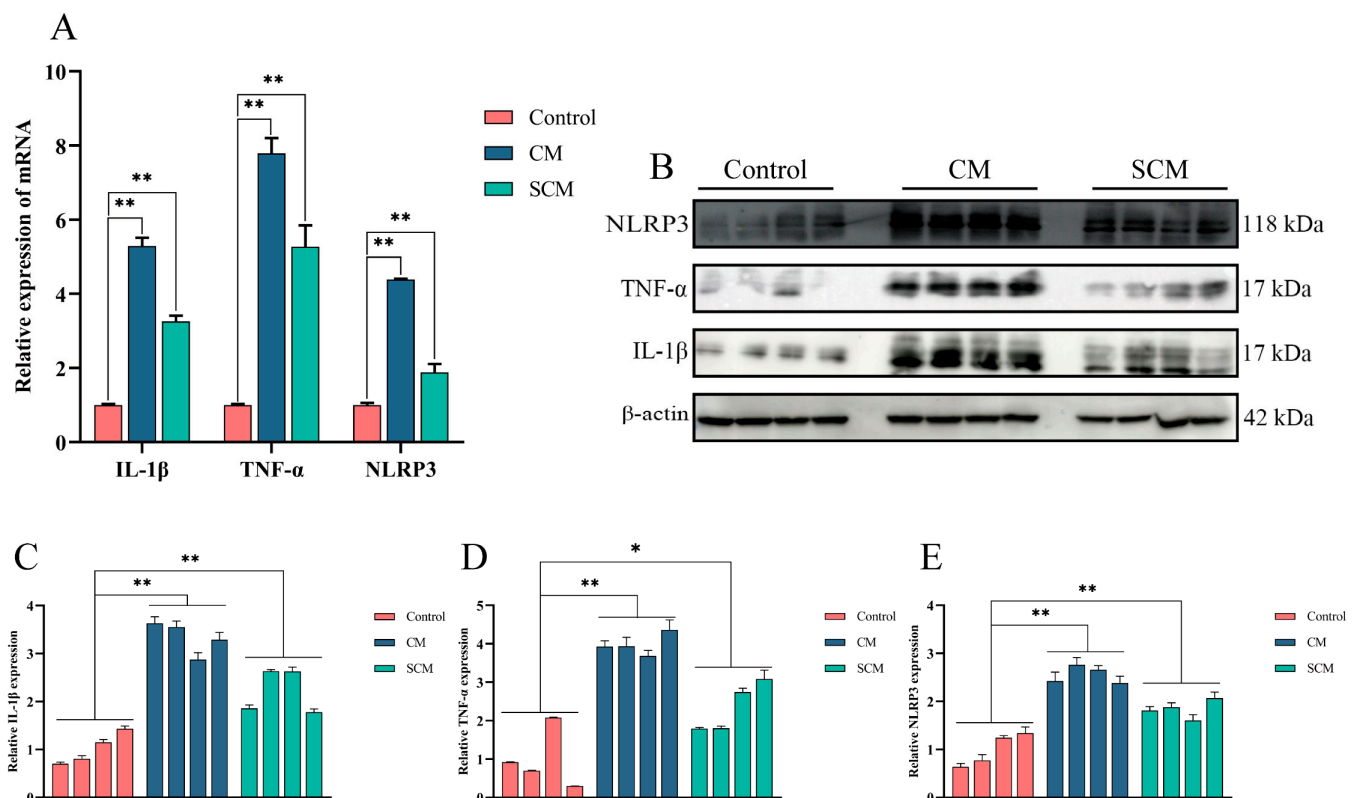 A
Relative expression of mRNA
10
8
6
4
2
0
**
**
**
**
**
**
IL-1β
TNF-α
NLRP3
Control
CM
SCM
B
Control CM SCM
NLRP3 118 kDa
TNF-α 17 kDa
IL-1β 17 kDa
β-actin 42 kDa
C
Relative IL-1β expression
4
3
2
1
0
**
**
Control
CM
SCM
D
Relative TNF-α expression
5
4
3
2
1
0
*
**
Control
CM
SCM
E
Relative NLRP3 expression
4
3
2
1
0
**
**
Control
CM
SCM